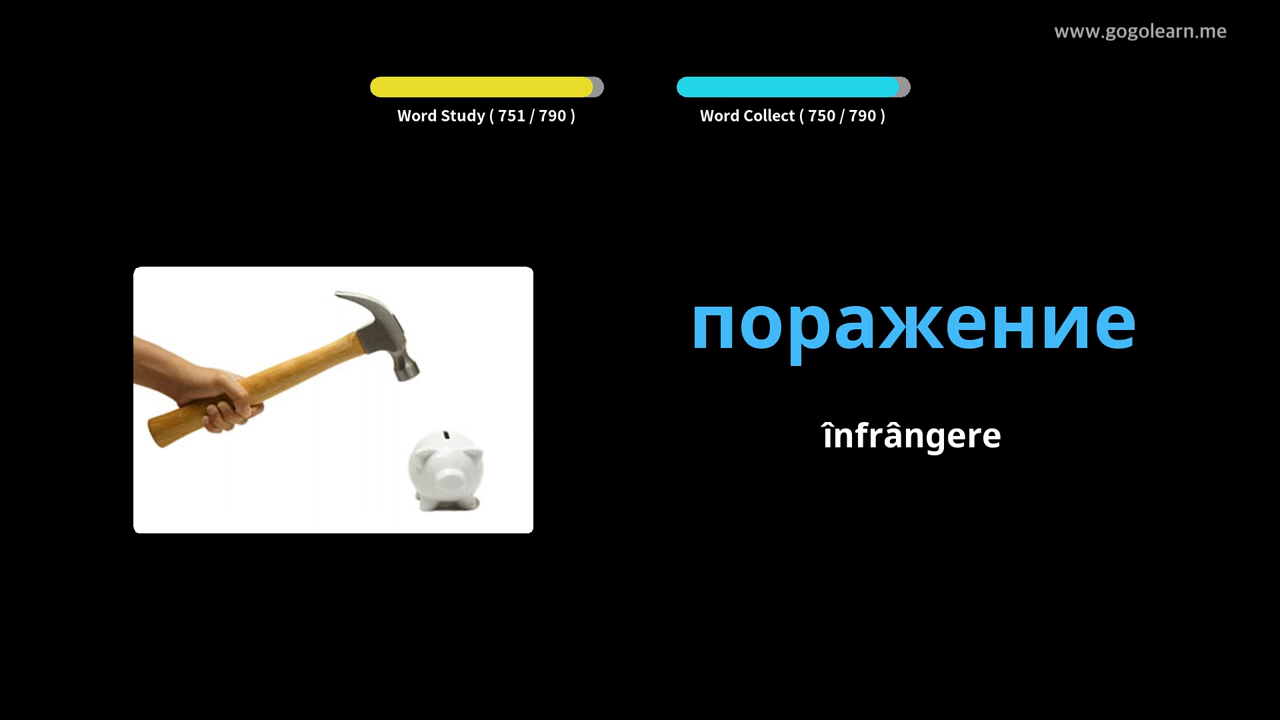 www.gogolearn.me
Word Study ( 751 / 790 )
Word Collect ( 750 / 790 )
поражение
înfrângere